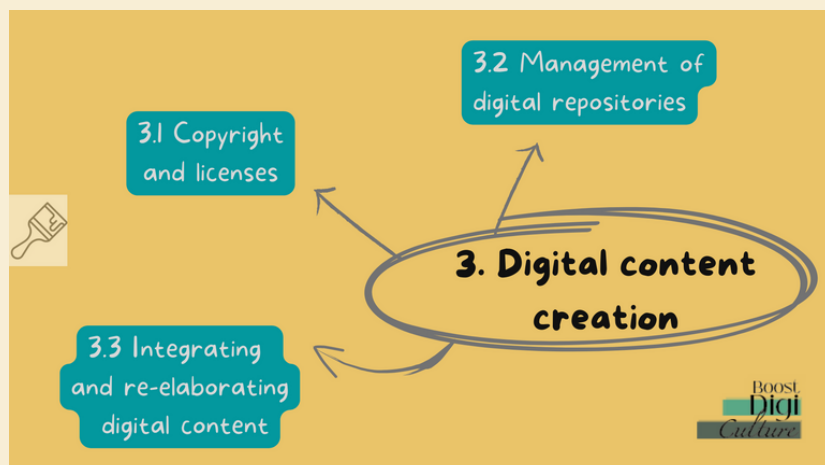 3.1 Copyright
and licenses
3.2 Management of
digital repositories
3. Digital content
creation
3.3 Integrating
and re-elaborating
digital content
Boost
Digi
Culture